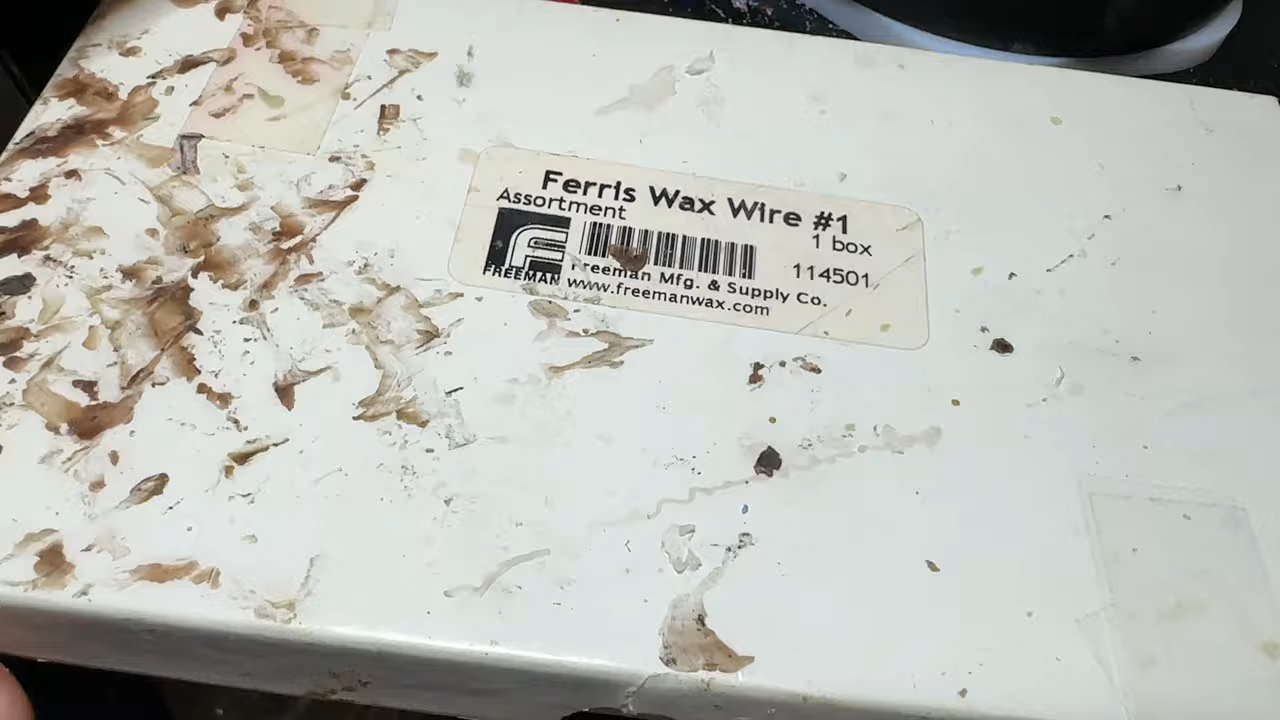 Ferris Wax Wire #1
Assortment
1 box
114501
FREEMAN
Freeman Mfg. & Supply Co.
www.freemanwax.com